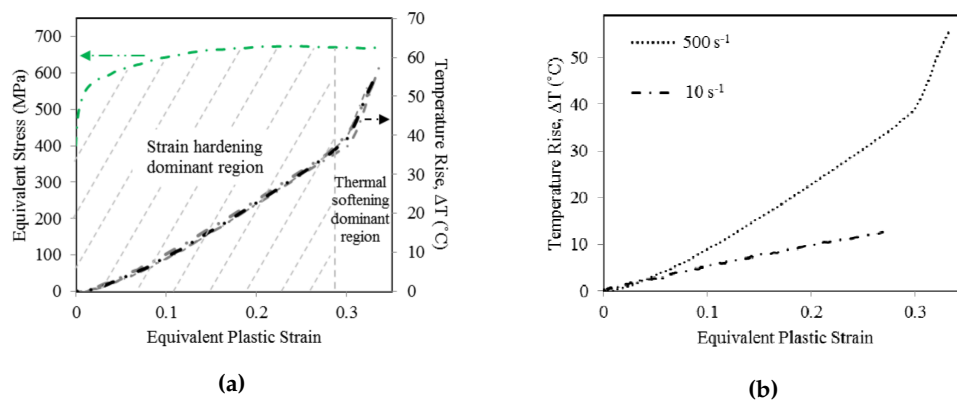 700
600
500
400
300
200
100
0
Equivalent Stress (MPa)
70
60
50
40
30
20
10
0
Temperature Rise, ΔT (˚C)
Strain hardening
dominant region
Thermal
softening
dominant
region
0
0.1
0.2
0.3
Equivalent Plastic Strain
(a)
50
40
30
20
10
0
Temperature Rise, ΔT (˚C)
500 s⁻¹
10 s⁻¹
0
0.1
0.2
0.3
Equivalent Plastic Strain
(b)